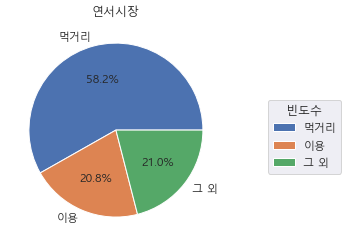 연서시장
먹거리
58.2%
20.8%
이용
21.0%
그 외
빈도수
먹거리
이용
그 외